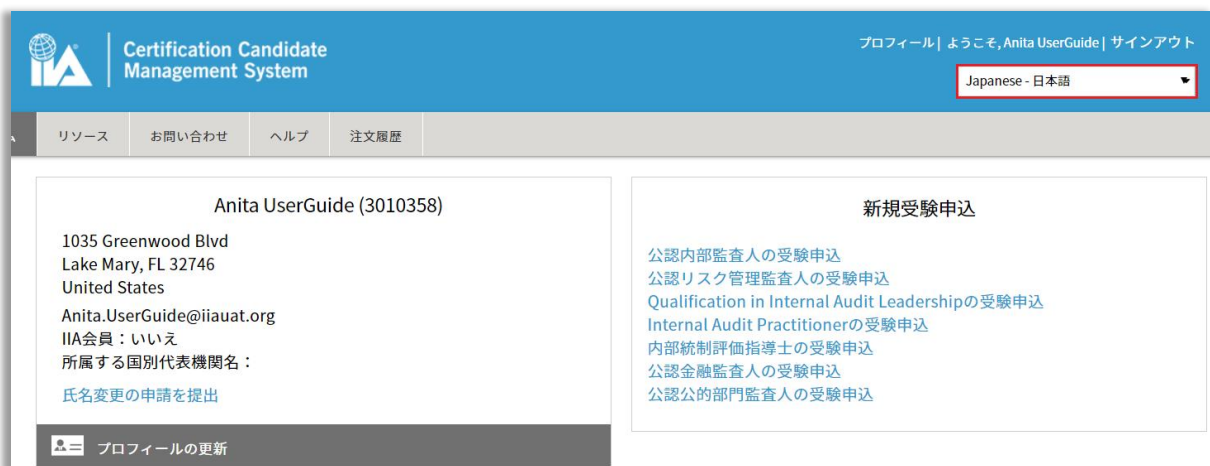 IIA
Certification Candidate
Management System
プロフィール| ようこそ, Anita UserGuide| サインアウト
Japanese - 日本語
リソース お問い合わせ ヘルプ 注文履歴
Anita UserGuide (3010358)
1035 Greenwood Blvd
Lake Mary, FL 32746
United States
Anita.UserGuide@iiauat.org
IIA会員：いいえ
所属する国別代表機関名：
氏名変更の申請を提出
プロフィールの更新
新規受験申込
公認内部監査人の受験申込
公認リスク管理監査人の受験申込
Qualification in Internal Audit Leadershipの受験申込
Internal Audit Practitionerの受験申込
内部統制評価指導士の受験申込
公認金融監査人の受験申込
公認公的部門監査人の受験申込